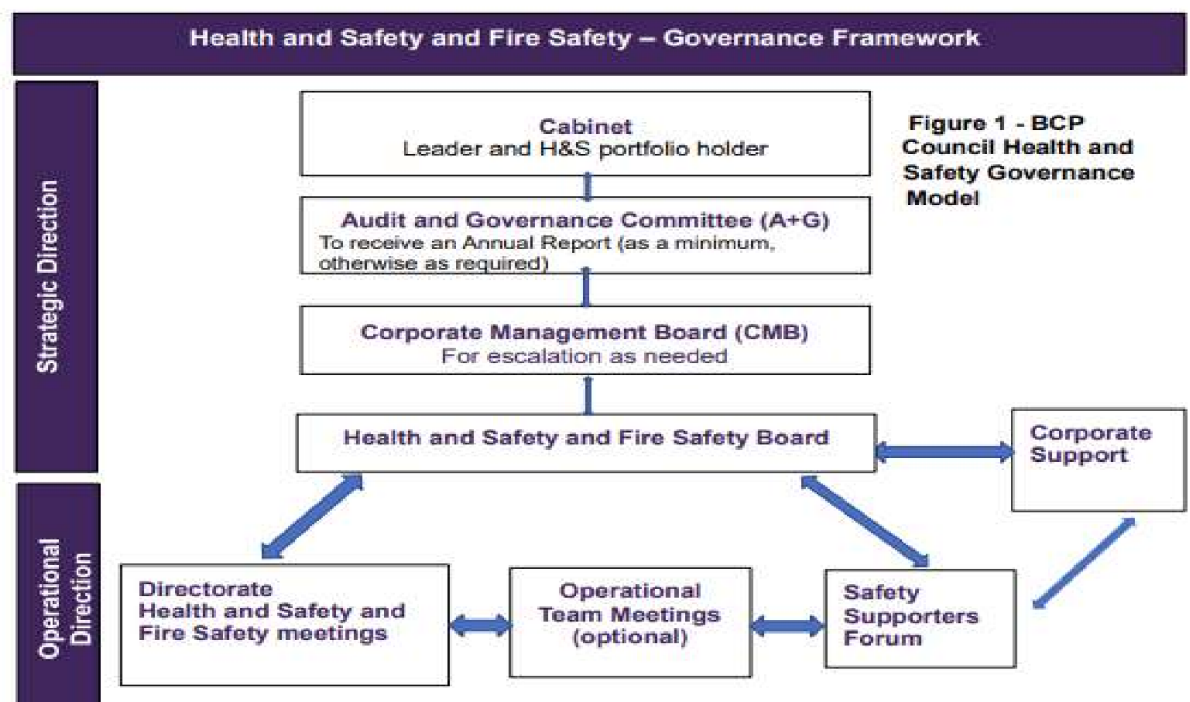 Health and Safety and Fire Safety – Governance Framework
Strategic Direction
Cabinet
Leader and H&S portfolio holder
Figure 1 - BCP
Council Health and
Safety Governance
Model
Audit and Governance Committee (A+G)
To receive an Annual Report (as a minimum,
otherwise as required)
Corporate Management Board (CMB)
For escalation as needed
Health and Safety and Fire Safety Board
Corporate
Support
Operational
Direction
Directorate
Health and Safety and
Fire Safety meetings
Operational
Team Meetings
(optional)
Safety
Supporters
Forum